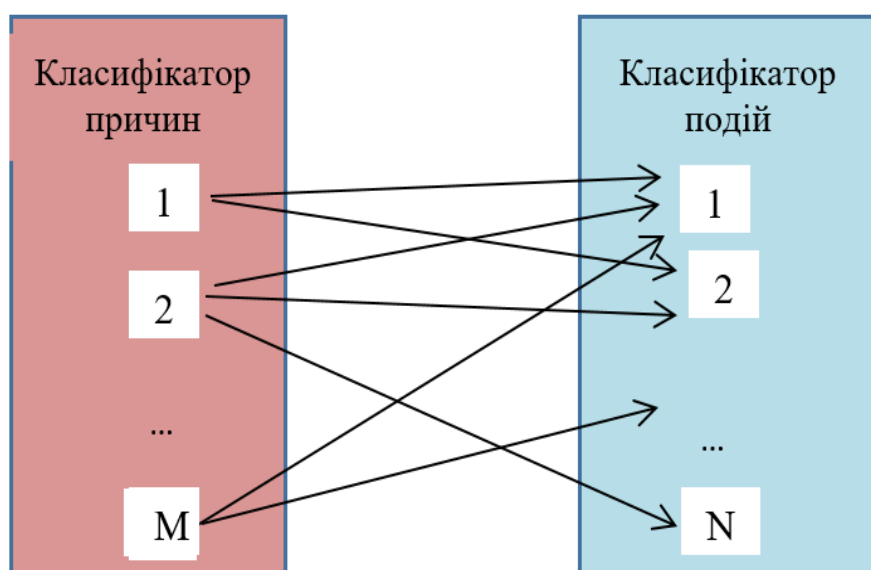 Класифікатор
причин
1
2
...
М
Класифікатор
подій
1
2
...
N